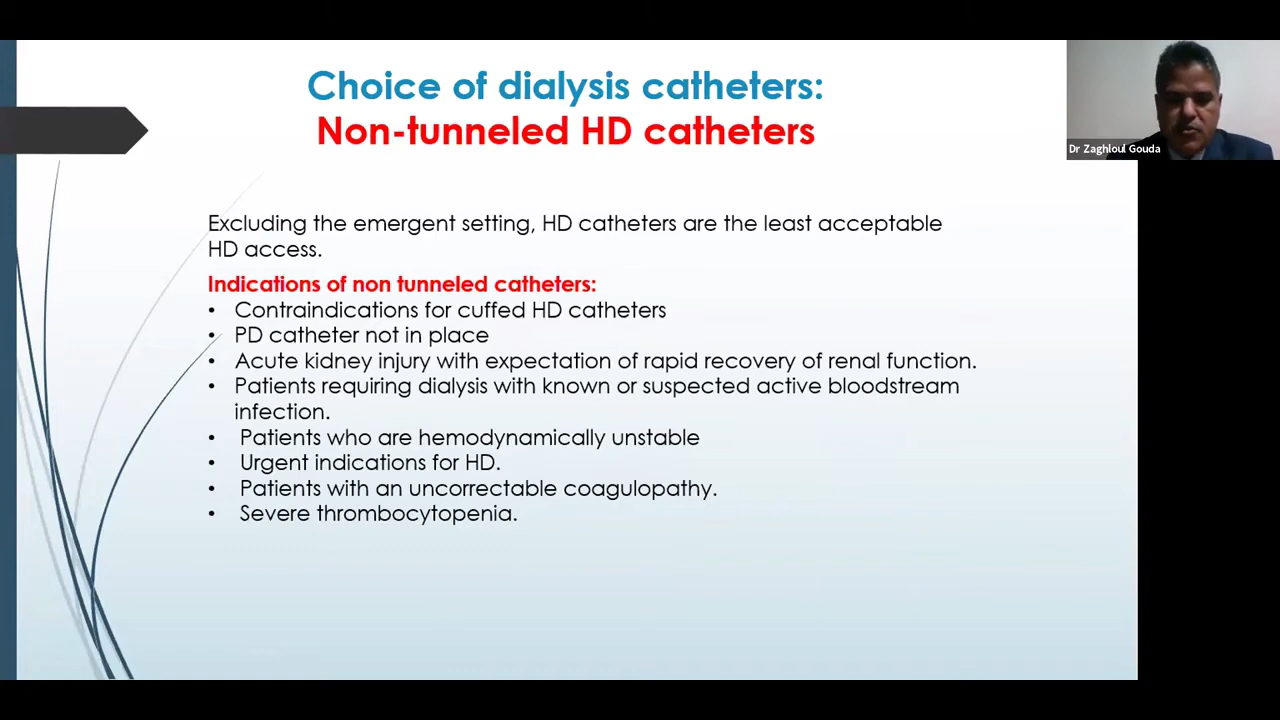 Choice of dialysis catheters:
Non-tunneled HD catheters
Dr Zaghloul Gouda
Excluding the emergent setting, HD catheters are the least acceptable
HD access.
Indications of non tunneled catheters:
• Contraindications for cuffed HD catheters
• PD catheter not in place
• Acute kidney injury with expectation of rapid recovery of renal function.
• Patients requiring dialysis with known or suspected active bloodstream
infection.
• Patients who are hemodynamically unstable
• Urgent indications for HD.
• Patients with an uncorrectable coagulopathy.
• Severe thrombocytopenia.